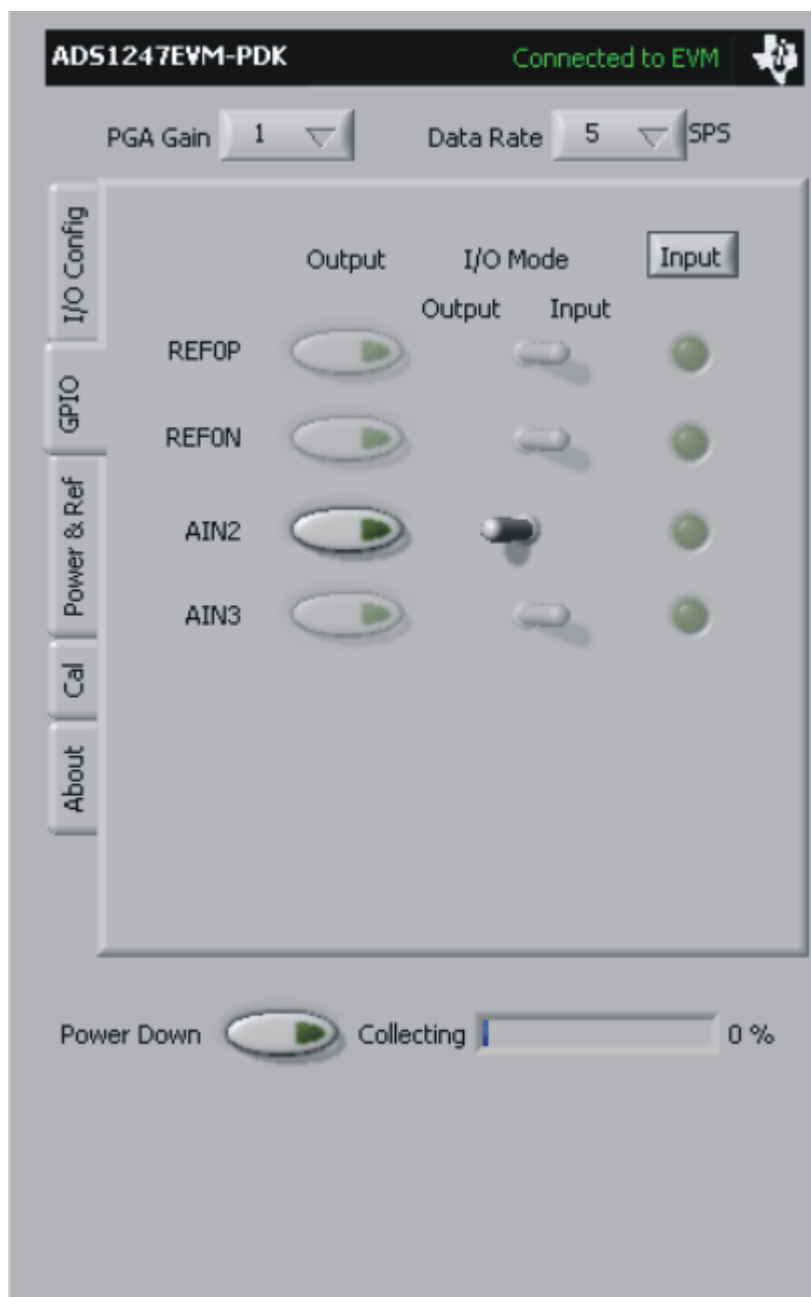 ADS1247EVM-PDK Connected to EVM
PGA Gain 1 Data Rate 5 SPS
I/O Config
GPIO
Power & Ref
Cal
About
Output I/O Mode Input
Output Input
REF0P
REF0N
AIN2
AIN3
Power Down Collecting 0 %